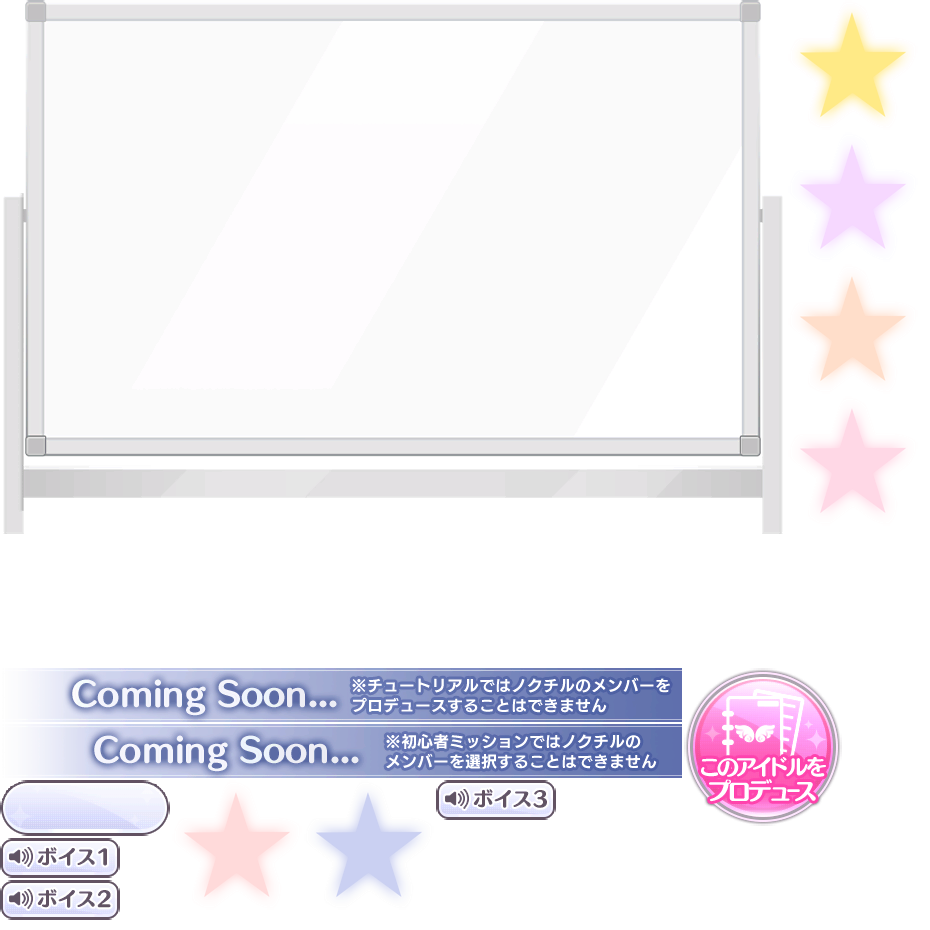 Coming Soon...
※チュートリアルではノクチルのメンバーを
プロデュースすることはできません
Coming Soon...
※初心者ミッションではノクチルの
メンバーを選択することはできません
このアイドルを
プロデュース
ボイス3
ボイス1
ボイス2